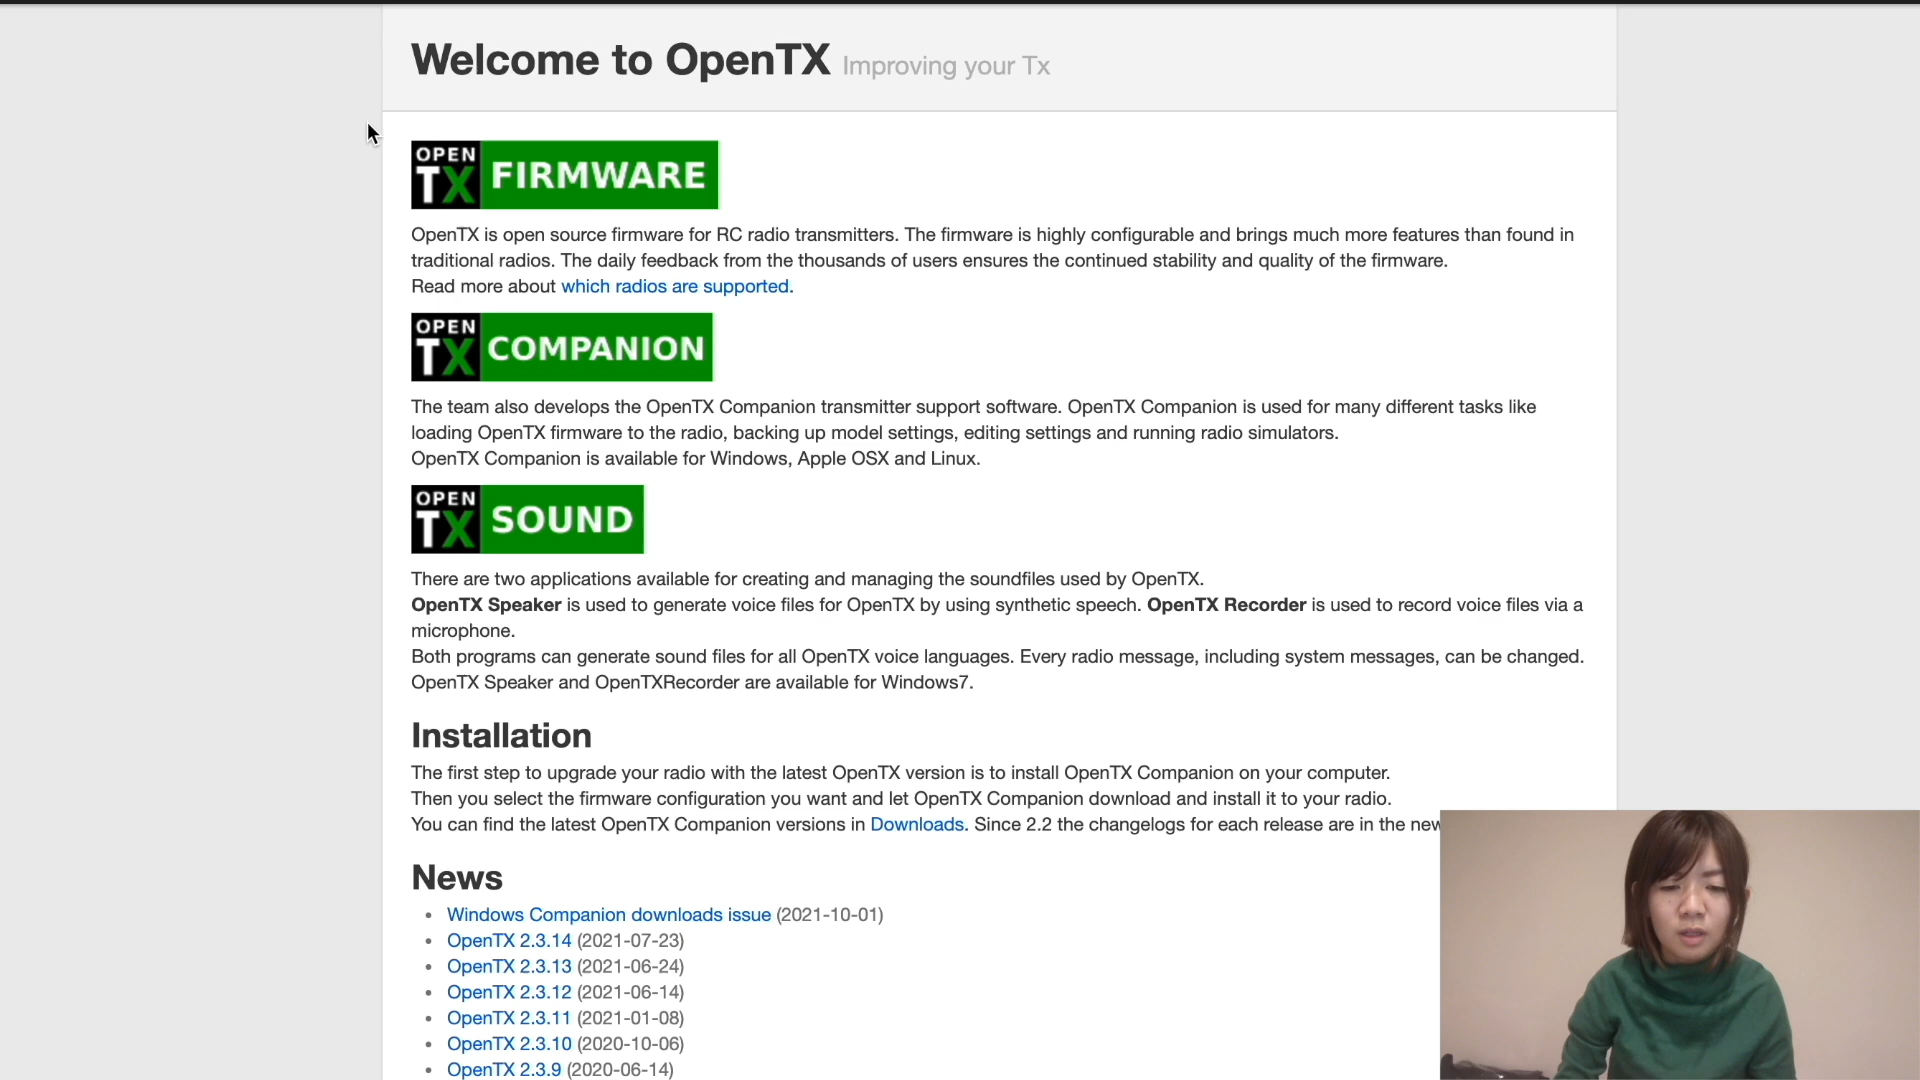 Welcome to OpenTX Improving your Tx
OPEN TX FIRMWARE
OpenTX is open source firmware for RC radio transmitters. The firmware is highly configurable and brings much more features than found in
traditional radios. The daily feedback from the thousands of users ensures the continued stability and quality of the firmware.
Read more about which radios are supported.
OPEN TX COMPANION
The team also develops the OpenTX Companion transmitter support software. OpenTX Companion is used for many different tasks like
loading OpenTX firmware to the radio, backing up model settings, editing settings and running radio simulators.
OpenTX Companion is available for Windows, Apple OSX and Linux.
OPEN TX SOUND
There are two applications available for creating and managing the soundfiles used by OpenTX.
OpenTX Speaker is used to generate voice files for OpenTX by using synthetic speech. OpenTX Recorder is used to record voice files via a
microphone.
Both programs can generate sound files for all OpenTX voice languages. Every radio message, including system messages, can be changed.
OpenTX Speaker and OpenTXRecorder are available for Windows7.
Installation
The first step to upgrade your radio with the latest OpenTX version is to install OpenTX Companion on your computer.
Then you select the firmware configuration you want and let OpenTX Companion download and install it to your radio.
You can find the latest OpenTX Companion versions in Downloads. Since 2.2 the changelogs for each release are in the new
News
• Windows Companion downloads issue (2021-10-01)
• OpenTX 2.3.14 (2021-07-23)
• OpenTX 2.3.13 (2021-06-24)
• OpenTX 2.3.12 (2021-06-14)
• OpenTX 2.3.11 (2021-01-08)
• OpenTX 2.3.10 (2020-10-06)
• OpenTX 2.3.9 (2020-06-14)